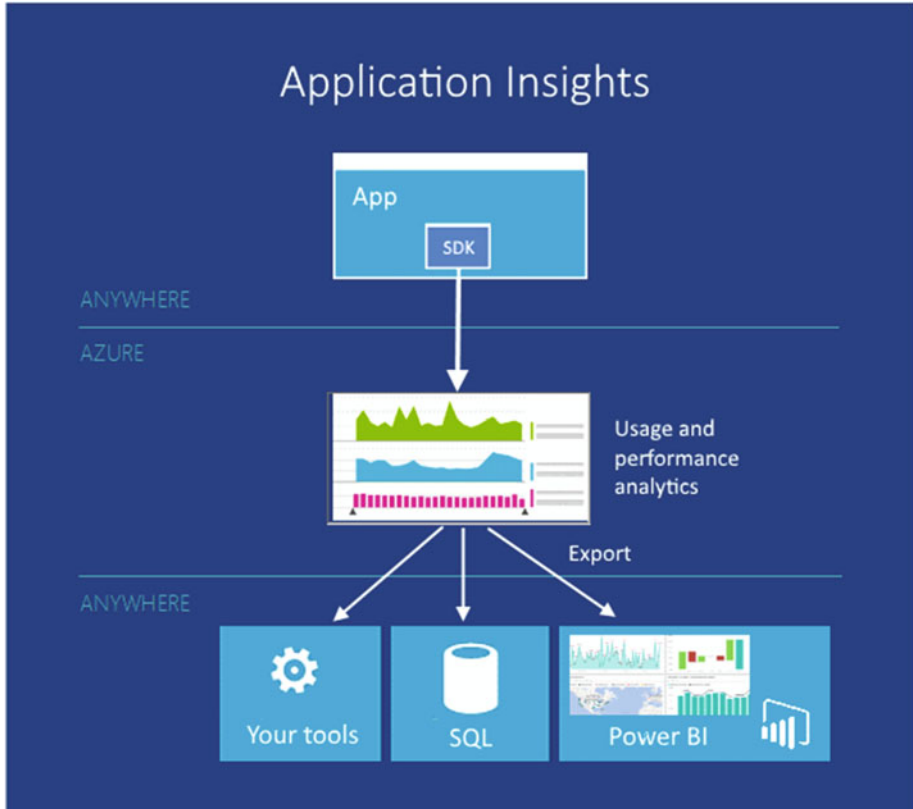 Application Insights
App
SDK
ANYWHERE
AZURE
Usage and
performance
analytics
Export
ANYWHERE
Your tools
SQL
Power BI